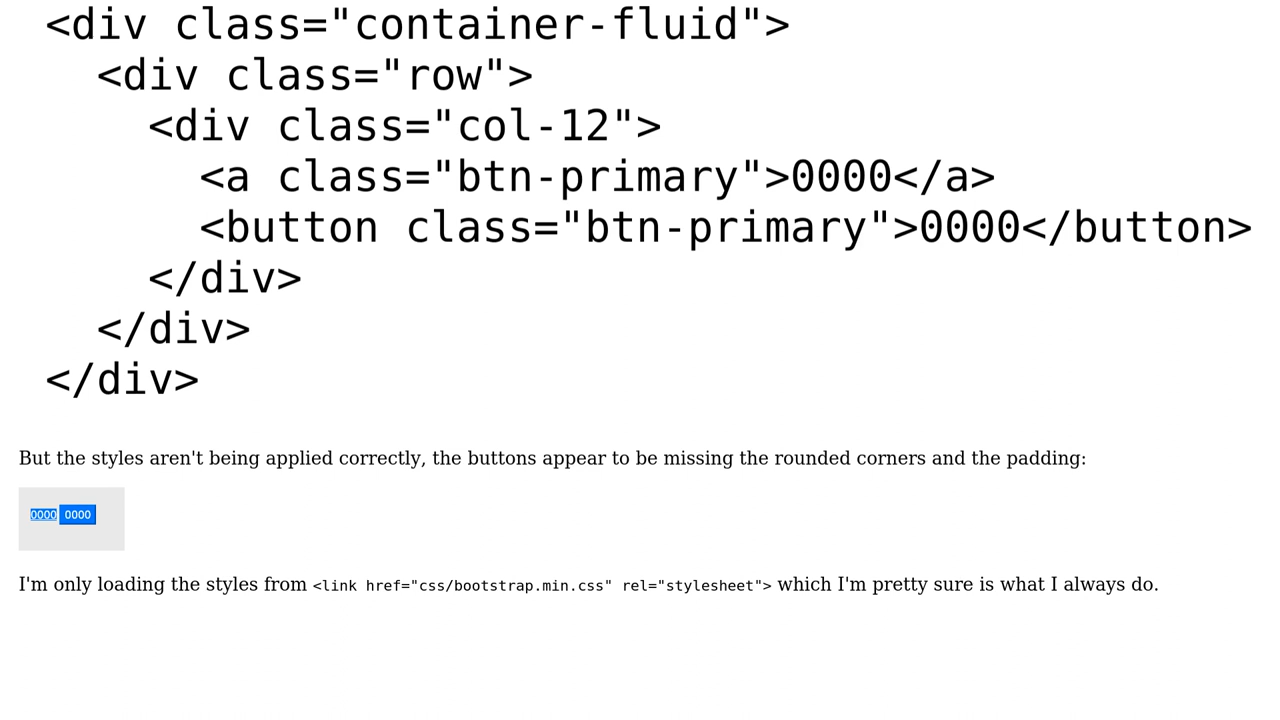 <div class="container-fluid">
<div class="row">
<div class="col-12">
<a class="btn-primary">0000</a>
<button class="btn-primary">0000</button>
</div>
</div>
</div>
But the styles aren't being applied correctly, the buttons appear to be missing the rounded corners and the padding:
0000 0000
I'm only loading the styles from <link href="css/bootstrap.min.css" rel="stylesheet"> which I'm pretty sure is what I always do.